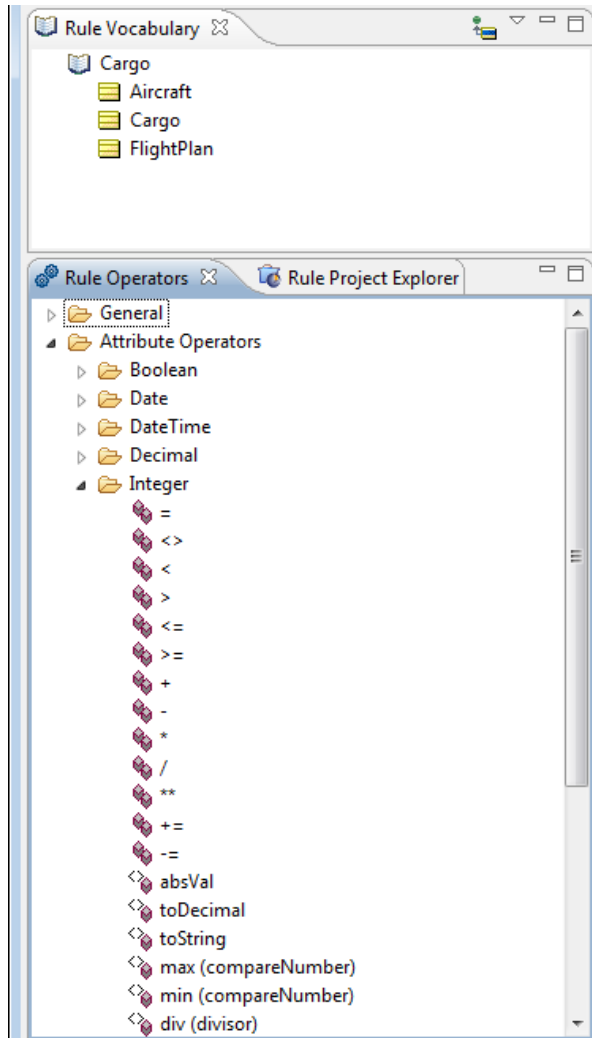 Rule Vocabulary
Cargo
Aircraft
Cargo
FlightPlan
Rule Operators Rule Project Explorer
General
Attribute Operators
Boolean
Date
DateTime
Decimal
Integer
=
<>
<
>
<=
>=
+
-
*
/
**
+=
-=
absVal
toDecimal
toString
max (compareNumber)
min (compareNumber)
div (divisor)